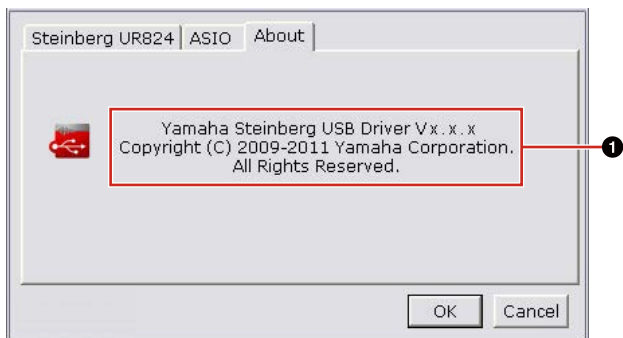 Steinberg UR824 ASIO About
Yamaha Steinberg USB Driver Vx.x.x
Copyright (C) 2009-2011 Yamaha Corporation.
All Rights Reserved.
1
OK Cancel